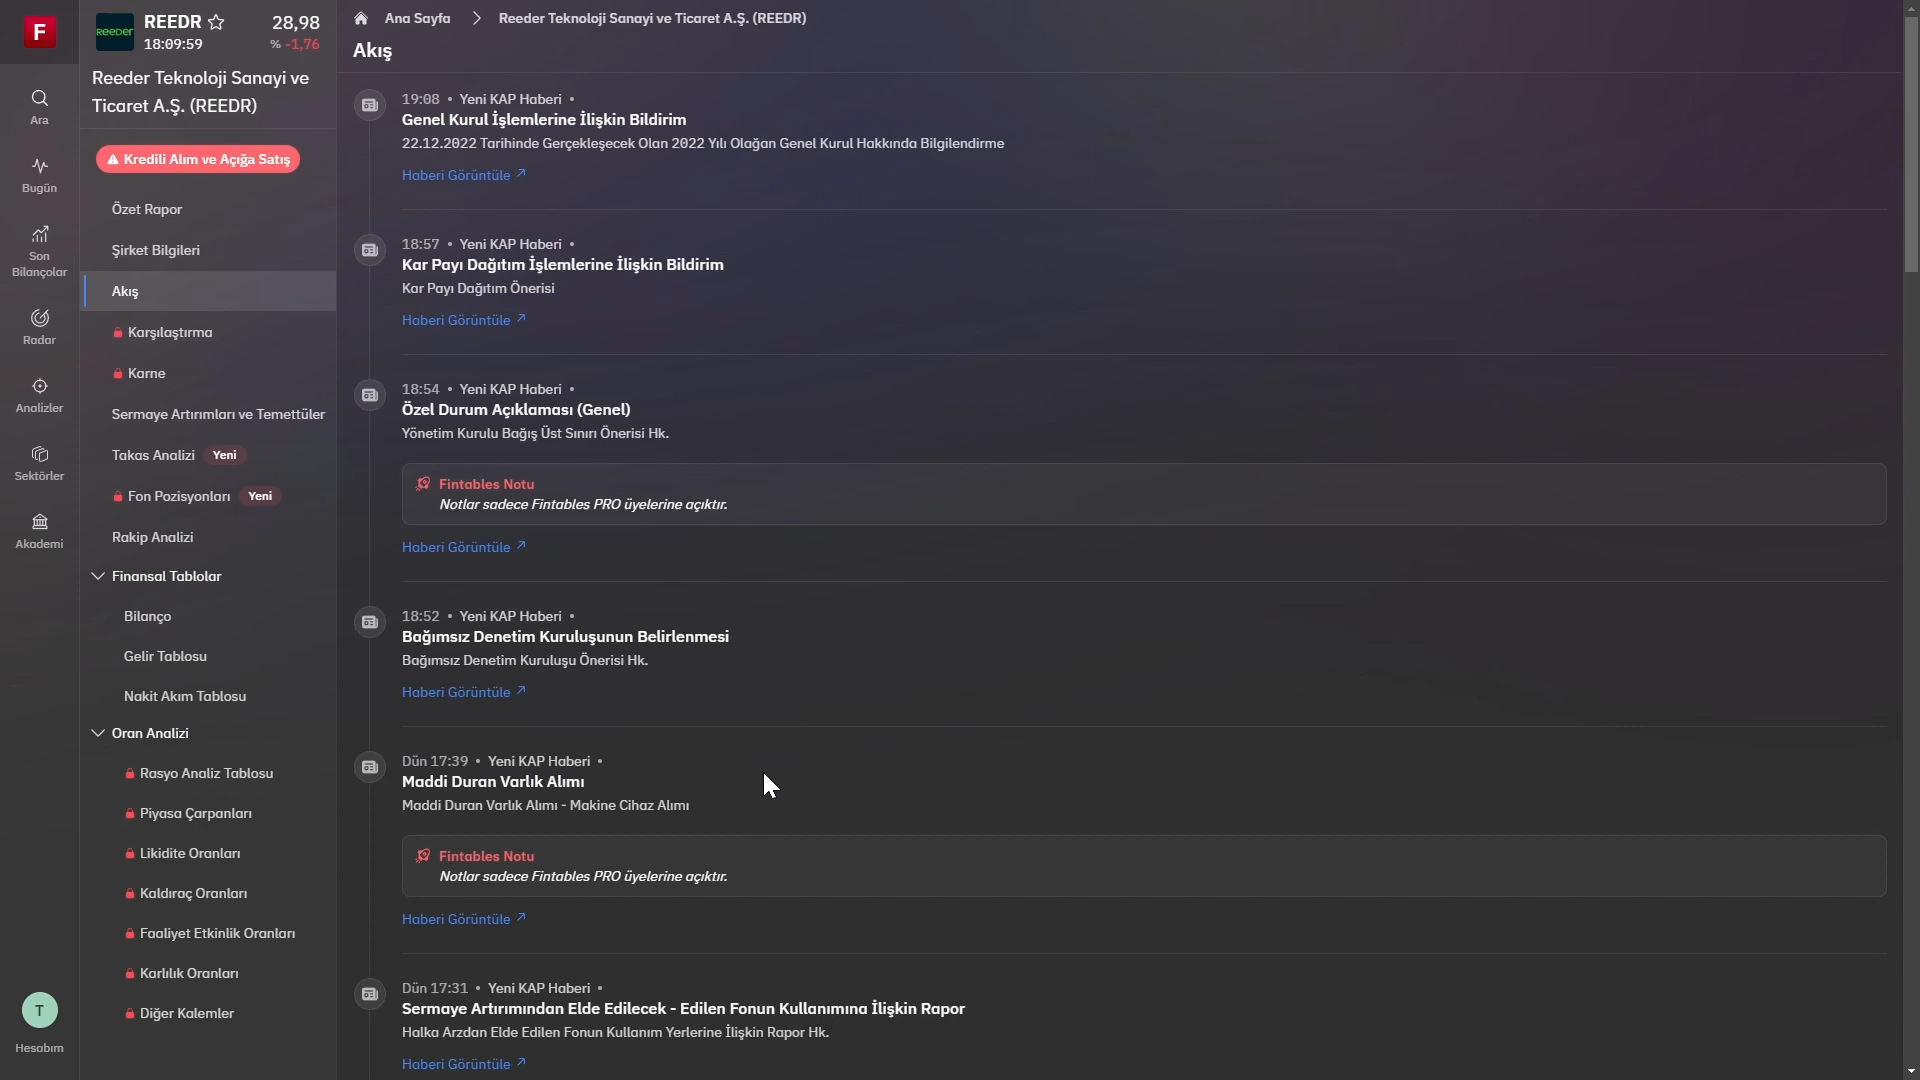 F
Ara
Bugün
Son
Bilançolar
Radar
Analizler
Sektörler
Akademi
T
Hesabım
reeder
REEDR
28,98
18:09:59
% -1,76
Reeder Teknoloji Sanayi ve
Ticaret A.Ş. (REEDR)
Kredili Alım ve Açığa Satış
Özet Rapor
Şirket Bilgileri
Akış
Karşılaştırma
Karne
Sermaye Artırımları ve Temettüler
Takas Analizi Yeni
Fon Pozisyonları Yeni
Rakip Analizi
Finansal Tablolar
Bilanço
Gelir Tablosu
Nakit Akım Tablosu
Oran Analizi
Rasyo Analiz Tablosu
Piyasa Çarpanları
Likidite Oranları
Kaldıraç Oranları
Faaliyet Etkinlik Oranları
Karlılık Oranları
Diğer Kalemler
Ana Sayfa > Reeder Teknoloji Sanayi ve Ticaret A.Ş. (REEDR)
Akış
19:08 • Yeni KAP Haberi •
Genel Kurul İşlemlerine İlişkin Bildirim
22.12.2022 Tarihinde Gerçekleşecek Olan 2022 Yılı Olağan Genel Kurul Hakkında Bilgilendirme
Haberi Görüntüle
18:57 • Yeni KAP Haberi •
Kar Payı Dağıtım İşlemlerine İlişkin Bildirim
Kar Payı Dağıtım Önerisi
Haberi Görüntüle
18:54 • Yeni KAP Haberi •
Özel Durum Açıklaması (Genel)
Yönetim Kurulu Bağış Üst Sınırı Önerisi Hk.
Fintables Notu
Notlar sadece Fintables PRO üyelerine açıktır.
Haberi Görüntüle
18:52 • Yeni KAP Haberi •
Bağımsız Denetim Kuruluşunun Belirlenmesi
Bağımsız Denetim Kuruluşu Önerisi Hk.
Haberi Görüntüle
Dün 17:39 • Yeni KAP Haberi •
Maddi Duran Varlık Alımı
Maddi Duran Varlık Alımı - Makine Cihaz Alımı
Fintables Notu
Notlar sadece Fintables PRO üyelerine açıktır.
Haberi Görüntüle
Dün 17:31 • Yeni KAP Haberi •
Sermaye Artırımından Elde Edilecek - Edilen Fonun Kullanımına İlişkin Rapor
Halka Arzdan Elde Edilen Fonun Kullanım Yerlerine İlişkin Rapor Hk.
Haberi Görüntüle